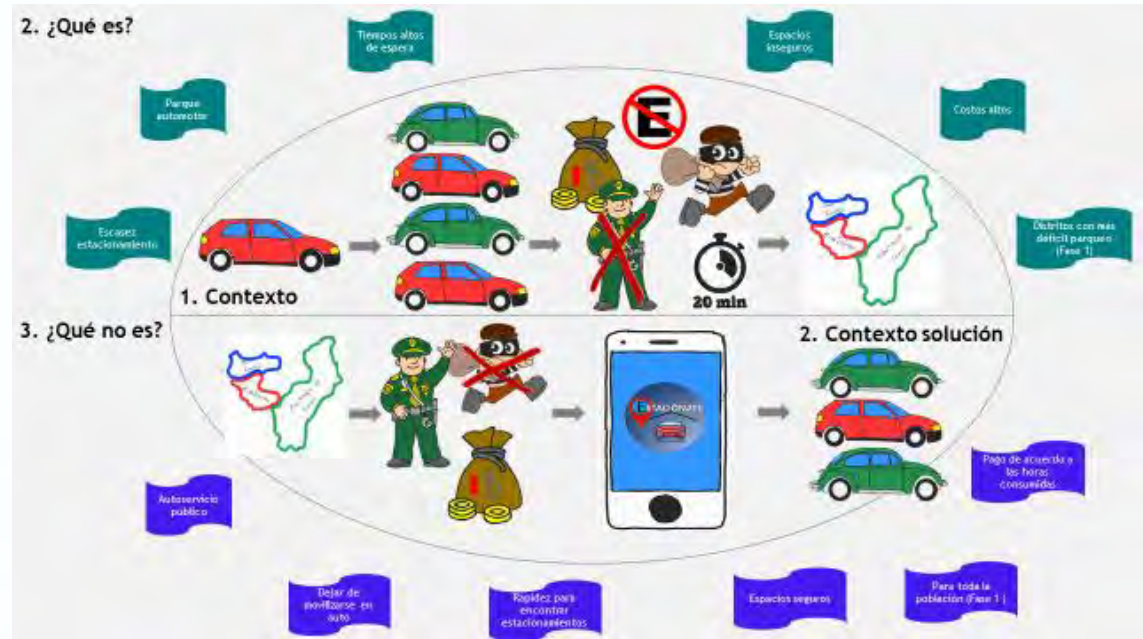 2. ¿Qué es?
Tiempos altos
de espera
Espacios
inseguros
Parque
automotor
Costos altos
E
Escasez
estacionamiento
Distritos con más
déficit parqueo
(Fase 1)
20 min
1. Contexto
3. ¿Qué no es?
2. Contexto solución
ESTACIÓNATE
Pago de acuerdo a
las horas
consumidas
Autoservicio
público
Dejar de
movilizarse en
auto
Rapidez para
encontrar
estacionamientos
Espacios seguros
Para toda la
población (Fase 1)